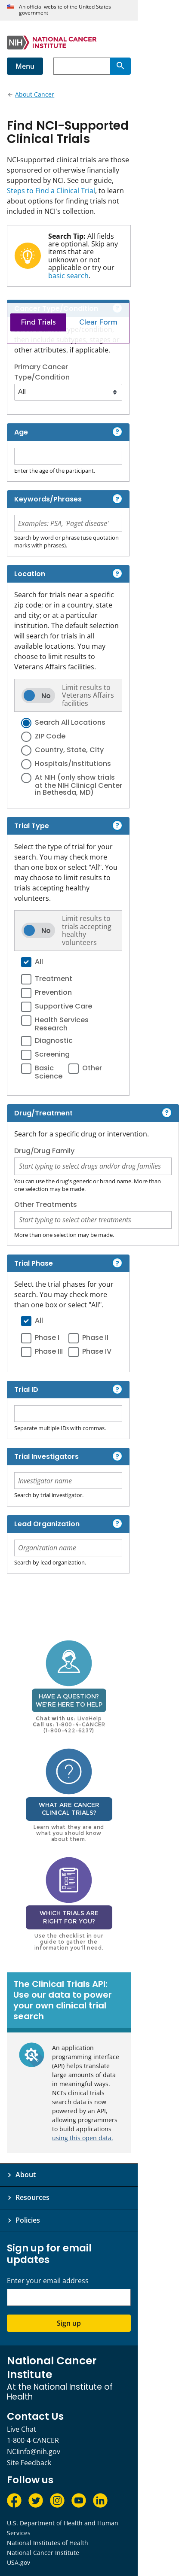 An official website of the United States
government
NIH NATIONAL CANCER
INSTITUTE
Menu
← About Cancer
Find NCI-Supported
Clinical Trials
NCI-supported clinical trials are those
sponsored or otherwise financially
supported by NCI. See our guide,
Steps to Find a Clinical Trial, to learn
about options for finding trials not
included in NCI's collection.
Search Tip: All fields
are optional. Skip any
items that are
unknown or not
applicable or try our
basic search.
Find Trials
Clear Form
other attributes, if applicable.
Primary Cancer
Type/Condition
All
Age
Enter the age of the participant.
Keywords/Phrases
Examples: PSA, 'Paget disease'
Search by word or phrase (use quotation
marks with phrases).
Location
Search for trials near a specific
zip code; or in a country, state
and city; or at a particular
institution. The default selection
will search for trials in all
available locations. You may
choose to limit results to
Veterans Affairs facilities.
No
Limit results to
Veterans Affairs
facilities
Search All Locations
ZIP Code
Country, State, City
Hospitals/Institutions
At NIH (only show trials
at the NIH Clinical Center
in Bethesda, MD)
Trial Type
Select the type of trial for your
search. You may check more
than one box or select "All". You
may choose to limit results to
trials accepting healthy
volunteers.
No
Limit results to
trials accepting
healthy
volunteers
All
Treatment
Prevention
Supportive Care
Health Services
Research
Diagnostic
Screening
Basic
Science
Other
Drug/Treatment
Search for a specific drug or intervention.
Drug/Drug Family
Start typing to select drugs and/or drug families
You can use the drug's generic or brand name. More than
one selection may be made.
Other Treatments
Start typing to select other treatments
More than one selection may be made.
Trial Phase
Select the trial phases for your
search. You may check more
than one box or select "All".
All
Phase I
Phase II
Phase III
Phase IV
Trial ID
Separate multiple IDs with commas.
Trial Investigators
Investigator name
Search by trial investigator.
Lead Organization
Organization name
Search by lead organization.
HAVE A QUESTION?
WE'RE HERE TO HELP
Chat with us: LiveHelp
Call us: 1-800-4-CANCER
(1-800-422-6237)
WHAT ARE CANCER
CLINICAL TRIALS?
Learn what they are and
what you should know
about them.
WHICH TRIALS ARE
RIGHT FOR YOU?
Use the checklist in our
guide to gather the
information you'll need.
The Clinical Trials API:
Use our data to power
your own clinical trial
search
An application
programming interface
(API) helps translate
large amounts of data
in meaningful ways.
NCI's clinical trials
search data is now
powered by an API,
allowing programmers
to build applications
using this open data.
About
Resources
Policies
Sign up for email
updates
Enter your email address
Sign up
National Cancer
Institute
At the National Institute of
Health
Contact Us
Live Chat
1-800-4-CANCER
NCIinfo@nih.gov
Site Feedback
Follow us
U.S. Department of Health and Human
Services
National Institutes of Health
National Cancer Institute
USA.gov